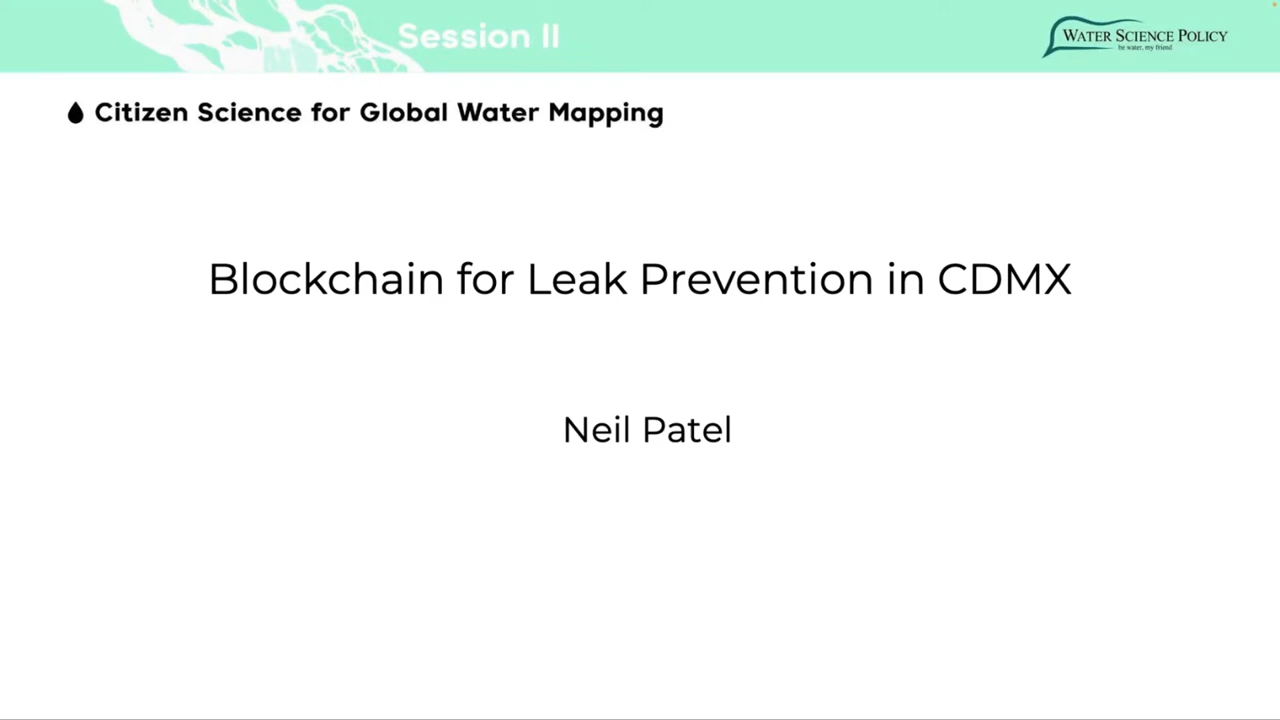 Session II
WATER SCIENCE POLICY
be water, my friend
Citizen Science for Global Water Mapping
Blockchain for Leak Prevention in CDMX
Neil Patel